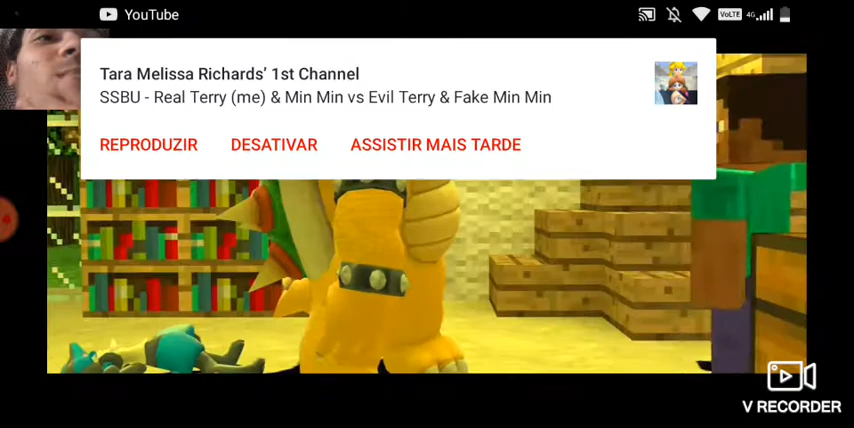 YouTube
VoLTE 4G
Tara Melissa Richards' 1st Channel
SSBU - Real Terry (me) & Min Min vs Evil Terry & Fake Min Min
REPRODUZIR DESATIVAR ASSISTIR MAIS TARDE
V RECORDER